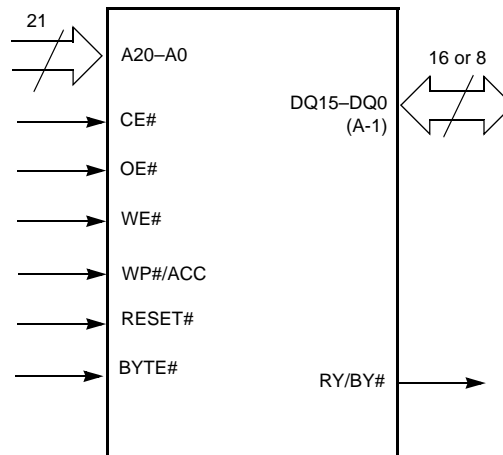 21
A20–A0
16 or 8
DQ15–DQ0
(A-1)
CE#
OE#
WE#
WP#/ACC
RESET#
BYTE#
RY/BY#